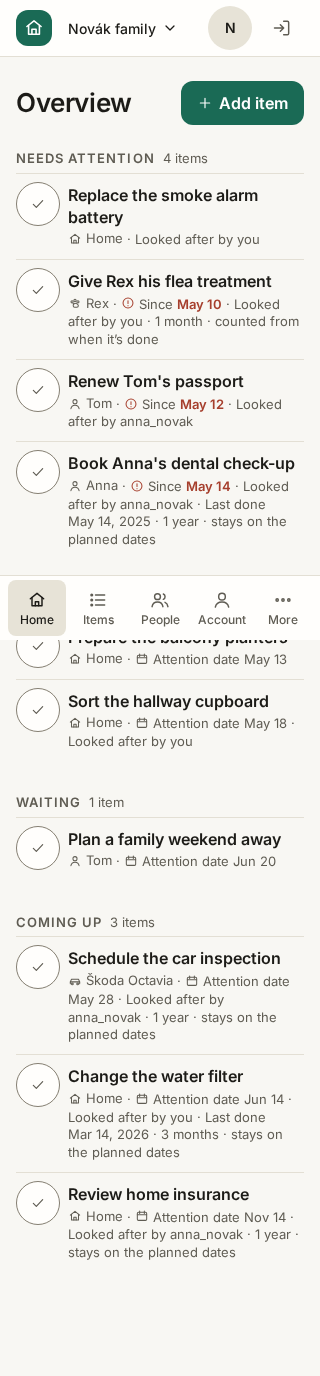 Novák family
N
Overview
Add item
NEEDS ATTENTION 4 items
Replace the smoke alarm
battery
Home · Looked after by you
Give Rex his flea treatment
Rex · Since May 10 · Looked
after by you · 1 month · counted from
when it's done
Renew Tom's passport
Tom · Since May 12 · Looked
after by anna_novak
Book Anna's dental check-up
Anna · Since May 14 · Looked
after by anna_novak · Last done
May 14, 2025 · 1 year · stays on the
planned dates
Home
Items
People
Account
More
Prepare the balcony planters
Home · Attention date May 13
Sort the hallway cupboard
Home · Attention date May 18 ·
Looked after by you
WAITING 1 item
Plan a family weekend away
Tom · Attention date Jun 20
COMING UP 3 items
Schedule the car inspection
Škoda Octavia · Attention date
May 28 · Looked after by
anna_novak · 1 year · stays on the
planned dates
Change the water filter
Home · Attention date Jun 14 ·
Looked after by you · Last done
Mar 14, 2026 · 3 months · stays on
the planned dates
Review home insurance
Home · Attention date Nov 14 ·
Looked after by anna_novak · 1 year ·
stays on the planned dates